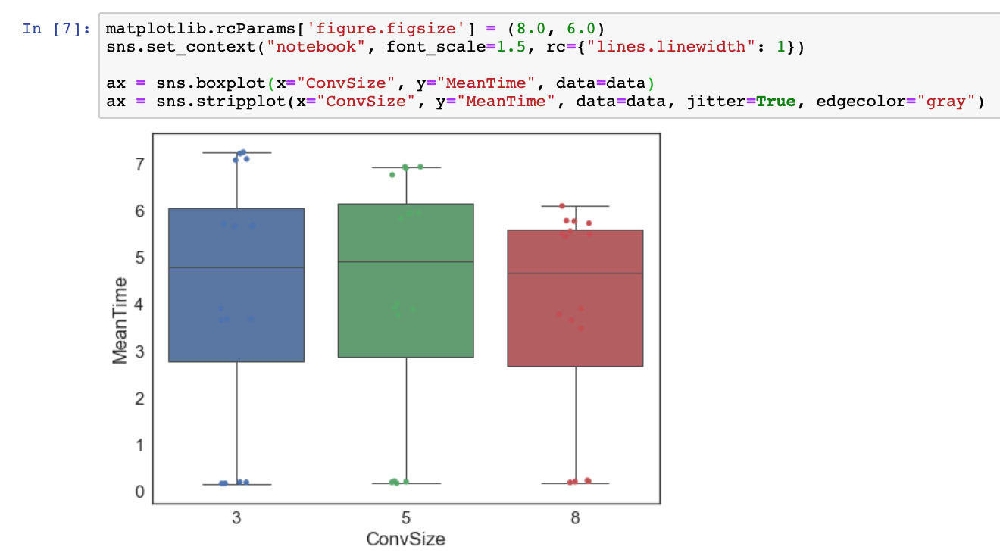 In [7]: matplotlib.rcParams['figure.figsize'] = (8.0, 6.0)
sns.set_context("notebook", font_scale=1.5, rc={"lines.linewidth": 1})
ax = sns.boxplot(x="ConvSize", y="MeanTime", data=data)
ax = sns.stripplot(x="ConvSize", y="MeanTime", data=data, jitter=True, edgecolor="gray")
7
6
5
4
3
2
1
0
MeanTime
3 5 8
ConvSize